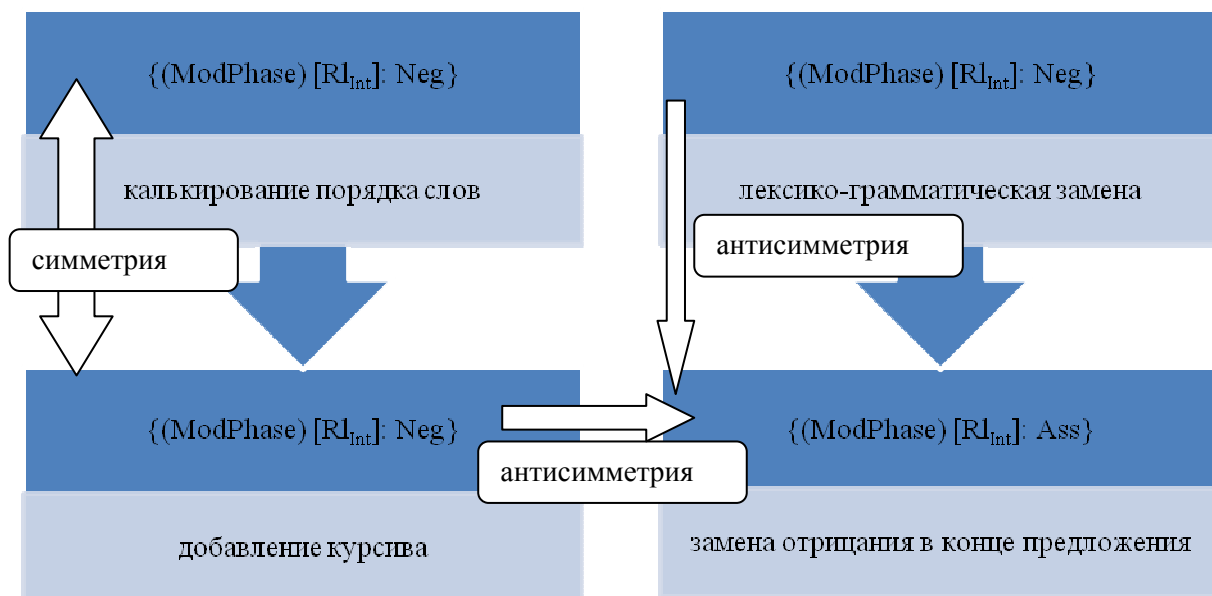 {(ModPhase) [Rl_Int]: Neg}
калькирование порядка слов
симметрия
{(ModPhase) [Rl_Int]: Neg}
добавление курсива
{(ModPhase) [Rl_Int]: Neg}
лексико-грамматическая замена
антисимметрия
{(ModPhase) [Rl_Int]: Ass}
замена отрицания в конце предложения
антисимметрия